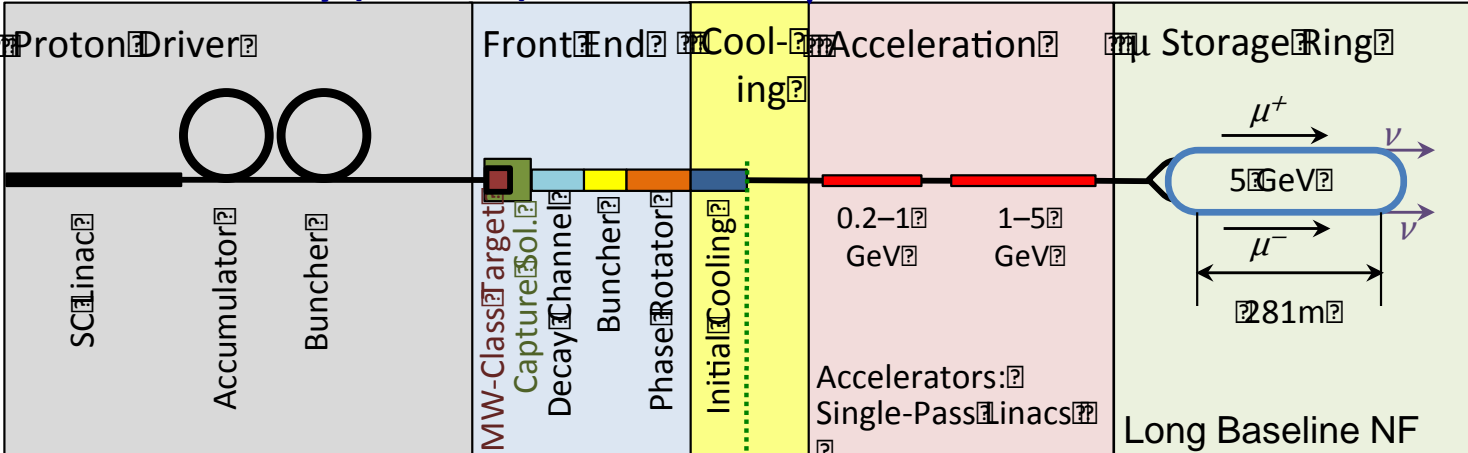 Proton Driver
Front End
Cool-
ing
Acceleration
μ Storage Ring
SC Linac
Accumulator
Buncher
MW-Class Target
Capture Sol.
Decay Channel
Buncher
Phase Rotator
Initial Cooling
0.2–1
GeV
1–5
GeV
Accelerators:
Single-Pass Linacs
μ+
ν
5 GeV
μ−
ν
281m
Long Baseline NF